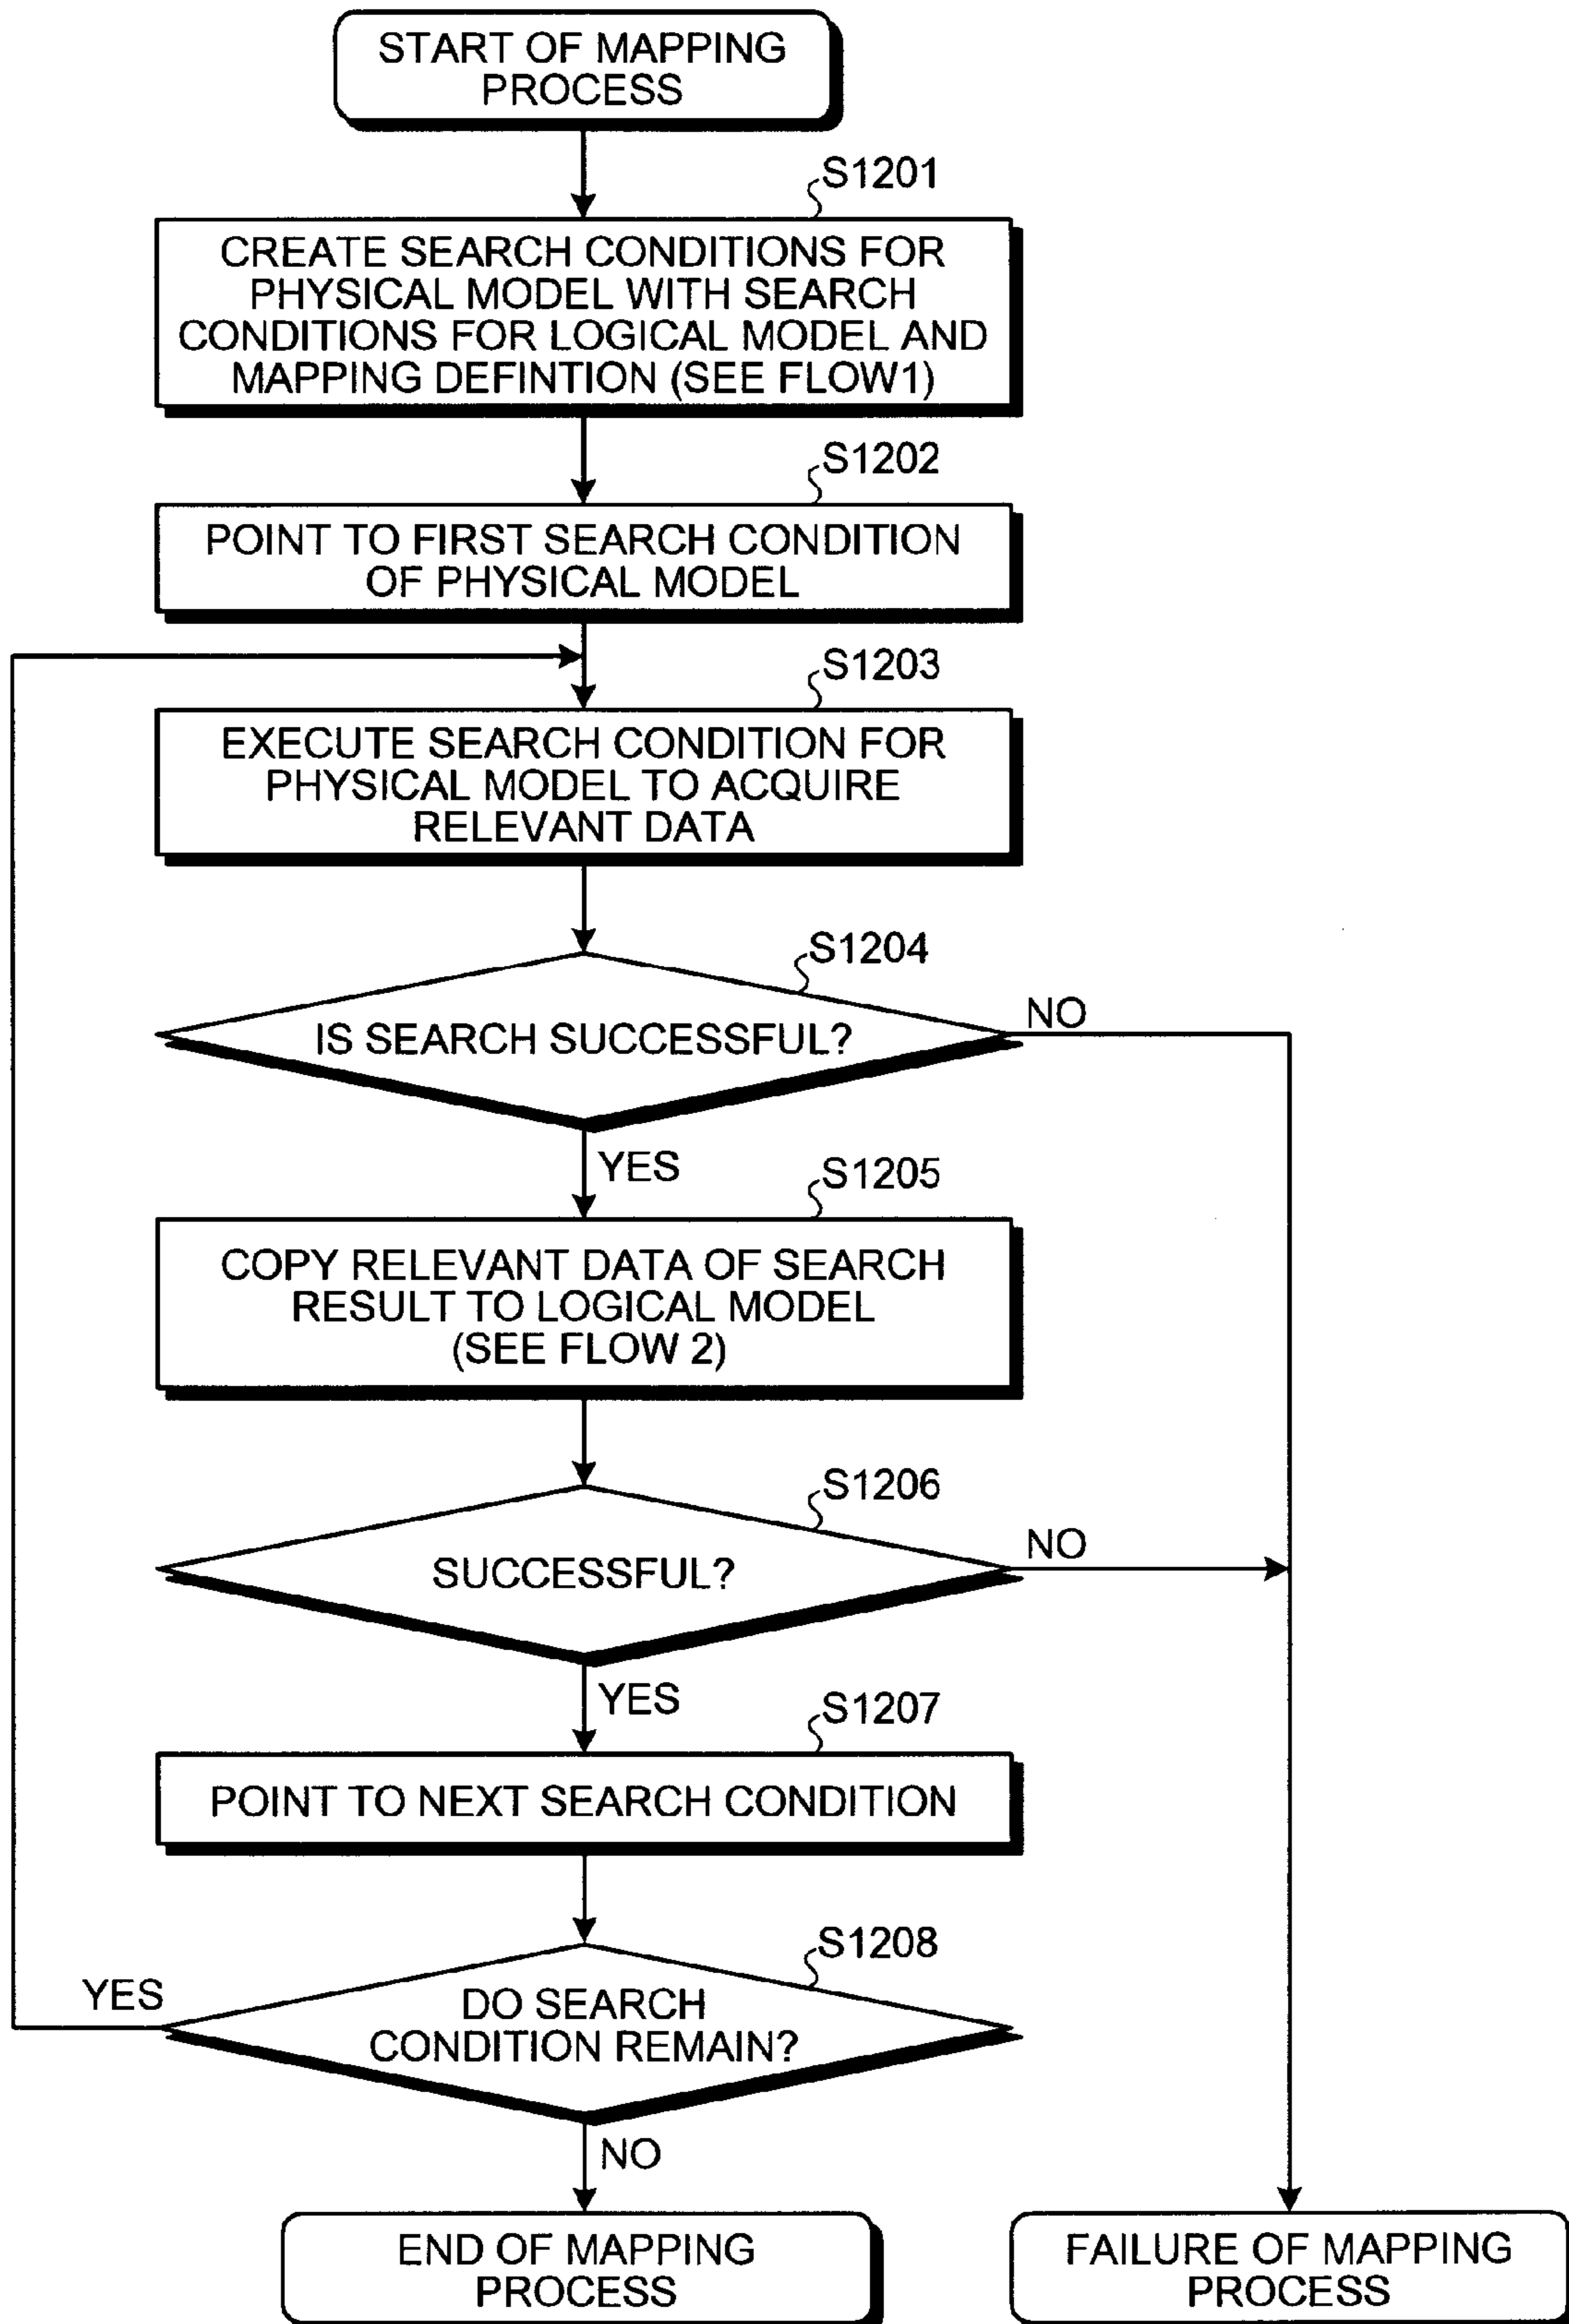 START OF MAPPING
PROCESS
S1201
CREATE SEARCH CONDITIONS FOR
PHYSICAL MODEL WITH SEARCH
CONDITIONS FOR LOGICAL MODEL AND
MAPPING DEFINTION (SEE FLOW1)
S1202
POINT TO FIRST SEARCH CONDITION
OF PHYSICAL MODEL
S1203
EXECUTE SEARCH CONDITION FOR
PHYSICAL MODEL TO ACQUIRE
RELEVANT DATA
S1204
IS SEARCH SUCCESSFUL?
NO
YES
S1205
COPY RELEVANT DATA OF SEARCH
RESULT TO LOGICAL MODEL
(SEE FLOW 2)
S1206
SUCCESSFUL?
NO
YES
S1207
POINT TO NEXT SEARCH CONDITION
S1208
YES
DO SEARCH
CONDITION REMAIN?
NO
END OF MAPPING
PROCESS
FAILURE OF MAPPING
PROCESS